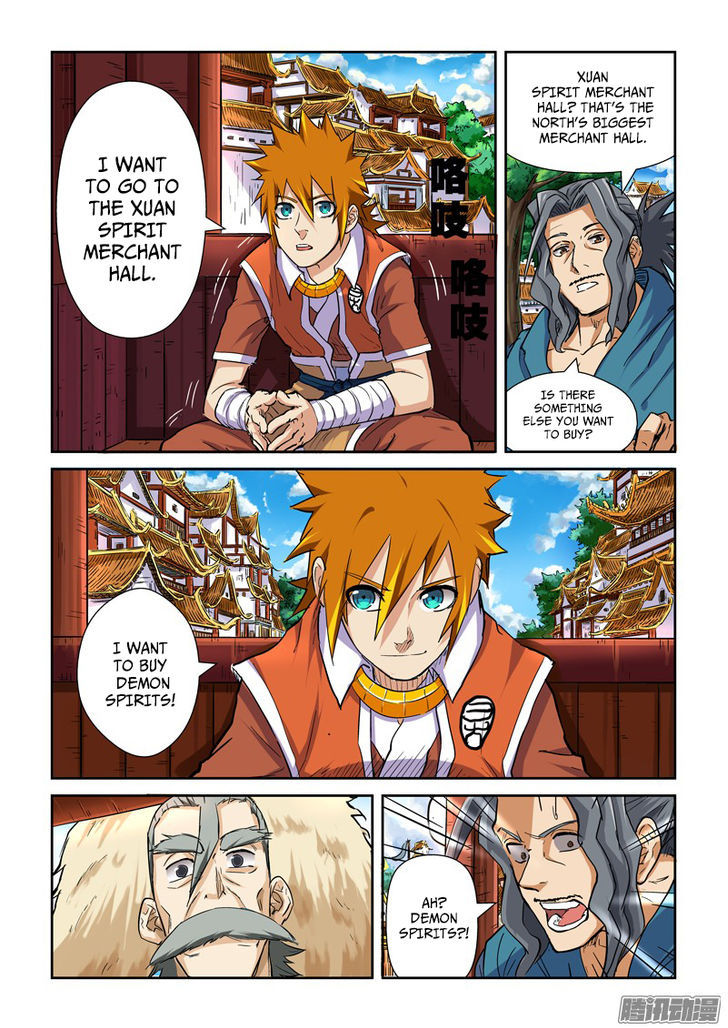 I WANT
TO GO TO
THE XUAN
SPIRIT
MERCHANT
HALL.
咯吱
咯吱
XUAN
SPIRIT MERCHANT
HALL? THAT'S THE
NORTH'S BIGGEST
MERCHANT HALL.
IS THERE
SOMETHING
ELSE YOU WANT
TO BUY?
I WANT
TO BUY
DEMON
SPIRITS!
AH?
DEMON
SPIRITS?!
腾讯动漫